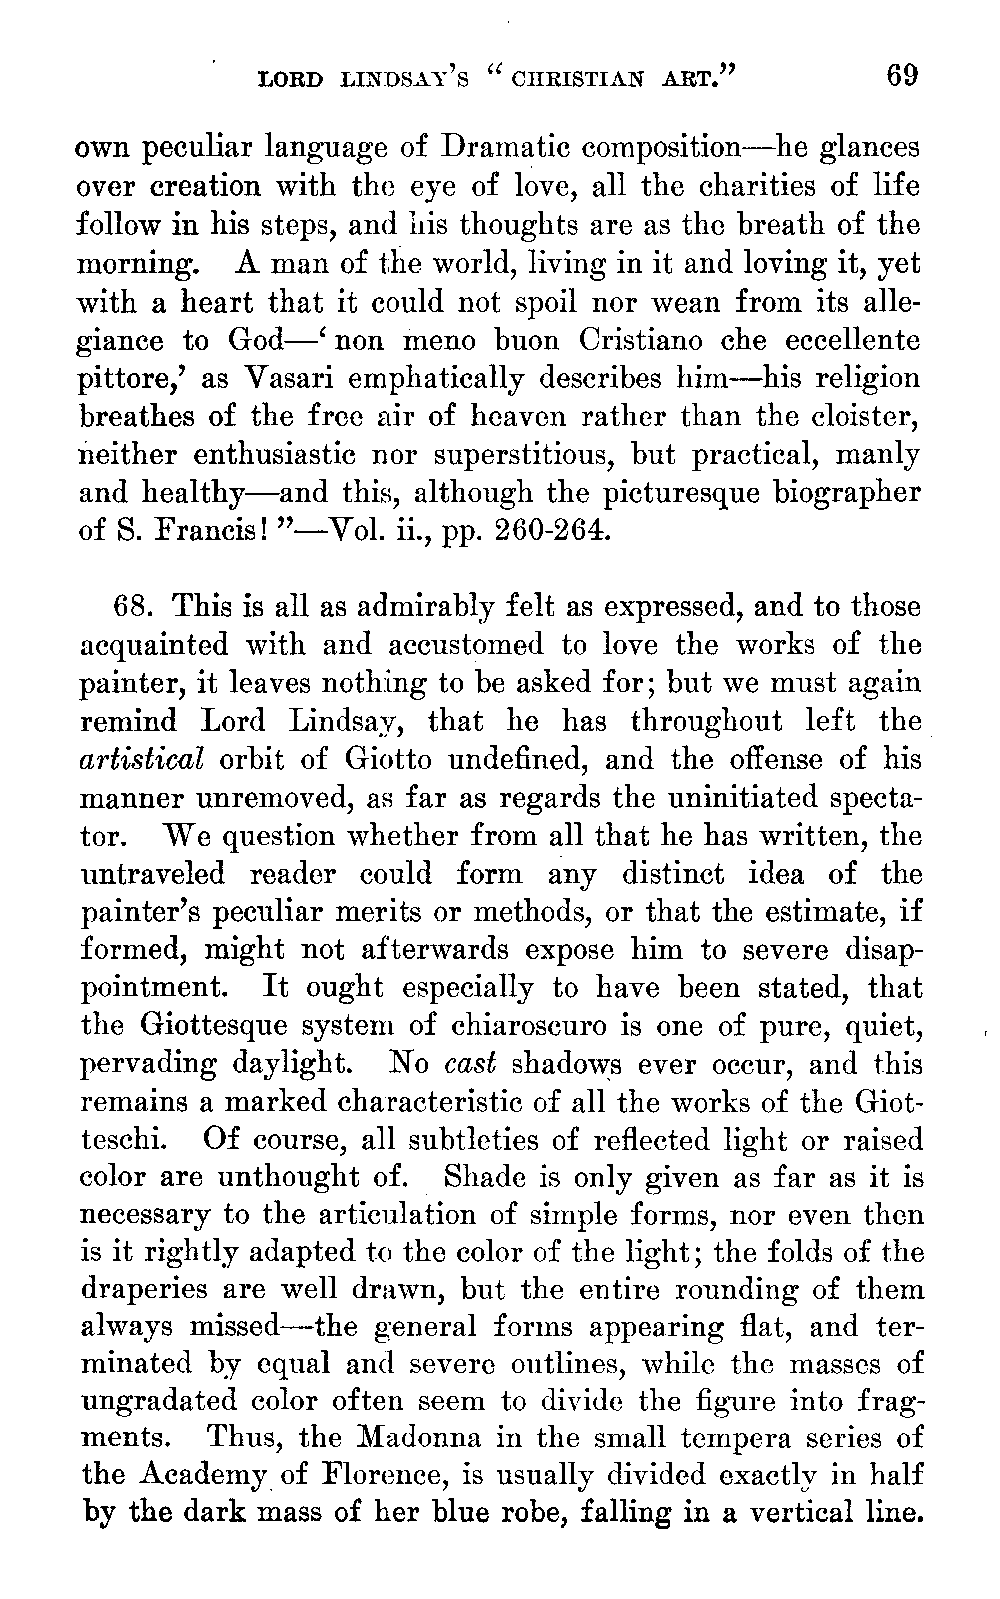 LORD LINDSAY'S "CHRISTIAN ART." 69
own peculiar language of Dramatic composition—he glances
over creation with the eye of love, all the charities of life
follow in his steps, and his thoughts are as the breath of the
morning. A man of the world, living in it and loving it, yet
with a heart that it could not spoil nor wean from its alle-
giance to God—'non meno buon Cristiano che eccellente
pittore,' as Vasari emphatically describes him—his religion
breathes of the free air of heaven rather than the cloister,
neither enthusiastic nor superstitious, but practical, manly
and healthy—and this, although the picturesque biographer
of S. Francis!"—Vol. ii., pp. 260-264.
68. This is all as admirably felt as expressed, and to those
acquainted with and accustomed to love the works of the
painter, it leaves nothing to be asked for; but we must again
remind Lord Lindsay, that he has throughout left the
artistical orbit of Giotto undefined, and the offense of his
manner unremoved, as far as regards the uninitiated specta-
tor. We question whether from all that he has written, the
untraveled reader could form any distinct idea of the
painter's peculiar merits or methods, or that the estimate, if
formed, might not afterwards expose him to severe disap-
pointment. It ought especially to have been stated, that
the Giottesque system of chiaroscuro is one of pure, quiet,
pervading daylight. No cast shadows ever occur, and this
remains a marked characteristic of all the works of the Giot-
teschi. Of course, all subtleties of reflected light or raised
color are unthought of. Shade is only given as far as it is
necessary to the articulation of simple forms, nor even then
is it rightly adapted to the color of the light; the folds of the
draperies are well drawn, but the entire rounding of them
always missed—the general forms appearing flat, and ter-
minated by equal and severe outlines, while the masses of
ungradated color often seem to divide the figure into frag-
ments. Thus, the Madonna in the small tempera series of
the Academy of Florence, is usually divided exactly in half
by the dark mass of her blue robe, falling in a vertical line.